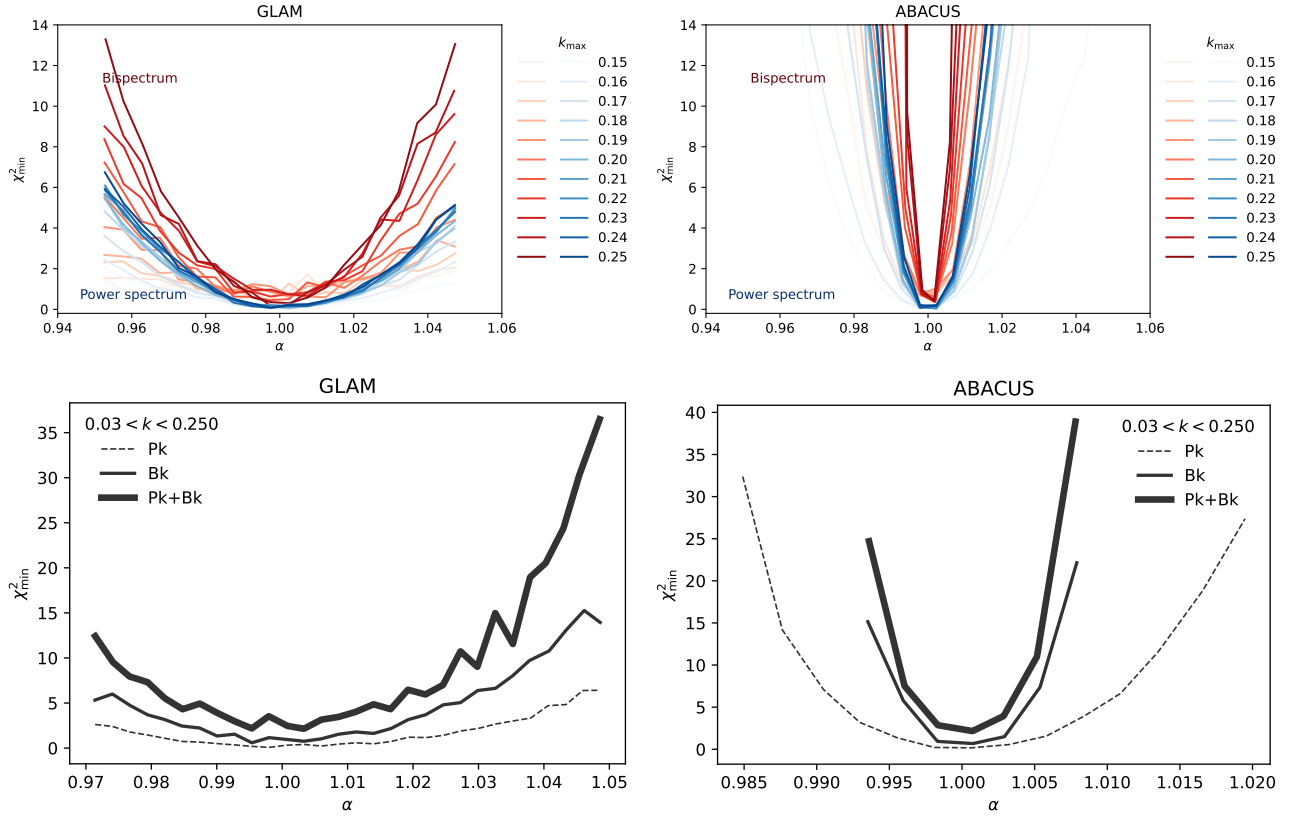 GLAM
14
12
10
8
6
4
2
0
χ²min
Bispectrum
Power spectrum
0.94 0.96 0.98 1.00 1.02 1.04 1.06
α
kmax
0.15
0.16
0.17
0.18
0.19
0.20
0.21
0.22
0.23
0.24
0.25
ABACUS
14
12
10
8
6
4
2
0
χ²min
Bispectrum
Power spectrum
0.94 0.96 0.98 1.00 1.02 1.04 1.06
α
kmax
0.15
0.16
0.17
0.18
0.19
0.20
0.21
0.22
0.23
0.24
0.25
GLAM
35
30
25
20
15
10
5
0
χ²min
0.03 < k < 0.250
Pk
Bk
Pk+Bk
0.97 0.98 0.99 1.00 1.01 1.02 1.03 1.04 1.05
α
ABACUS
40
35
30
25
20
15
10
5
0
χ²min
0.03 < k < 0.250
Pk
Bk
Pk+Bk
0.985 0.990 0.995 1.000 1.005 1.010 1.015 1.020
α